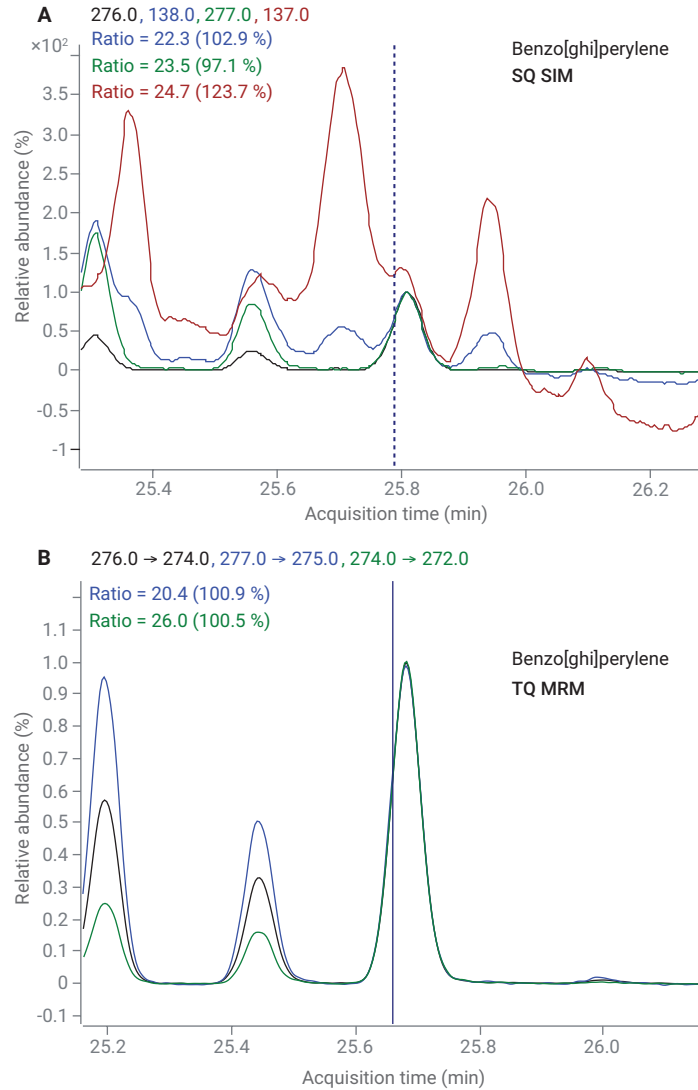 A
276.0, 138.0, 277.0, 137.0
Ratio = 22.3 (102.9 %)
Ratio = 23.5 (97.1 %)
Ratio = 24.7 (123.7 %)
Benzo[ghi]perylene
SQ SIM
×10²
3.5
3.0
2.5
2.0
1.5
1.0
0.5
0
-0.5
-1
Relative abundance (%)
25.4 25.6 25.8 26.0 26.2
Acquisition time (min)
B
276.0 → 274.0, 277.0 → 275.0, 274.0 → 272.0
Ratio = 20.4 (100.9 %)
Ratio = 26.0 (100.5 %)
Benzo[ghi]perylene
TQ MRM
1.1
1.0
0.9
0.8
0.7
0.6
0.5
0.4
0.3
0.2
0.1
0
-0.1
Relative abundance (%)
25.2 25.4 25.6 25.8 26.0
Acquisition time (min)